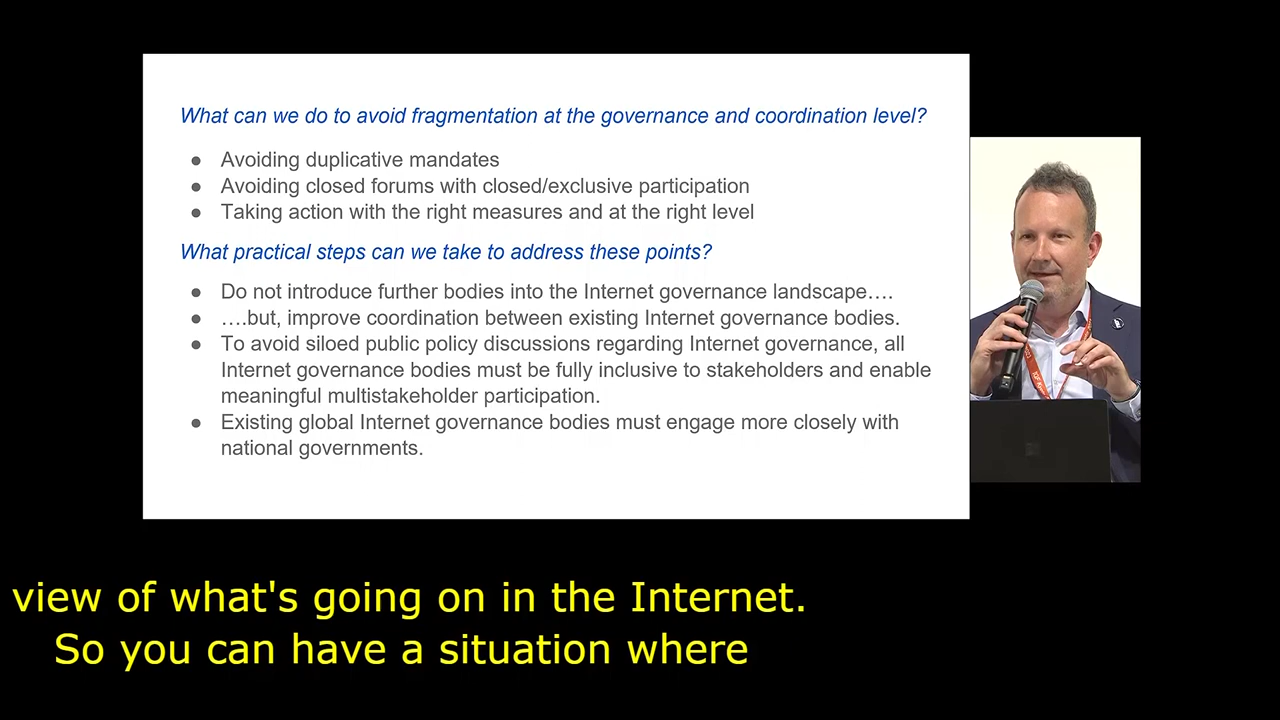 What can we do to avoid fragmentation at the governance and coordination level?
● Avoiding duplicative mandates
● Avoiding closed forums with closed/exclusive participation
● Taking action with the right measures and at the right level
What practical steps can we take to address these points?
● Do not introduce further bodies into the Internet governance landscape….
● ….but, improve coordination between existing Internet governance bodies.
● To avoid siloed public policy discussions regarding Internet governance, all
Internet governance bodies must be fully inclusive to stakeholders and enable
meaningful multistakeholder participation.
● Existing global Internet governance bodies must engage more closely with
national governments.
view of what's going on in the Internet.
So you can have a situation where